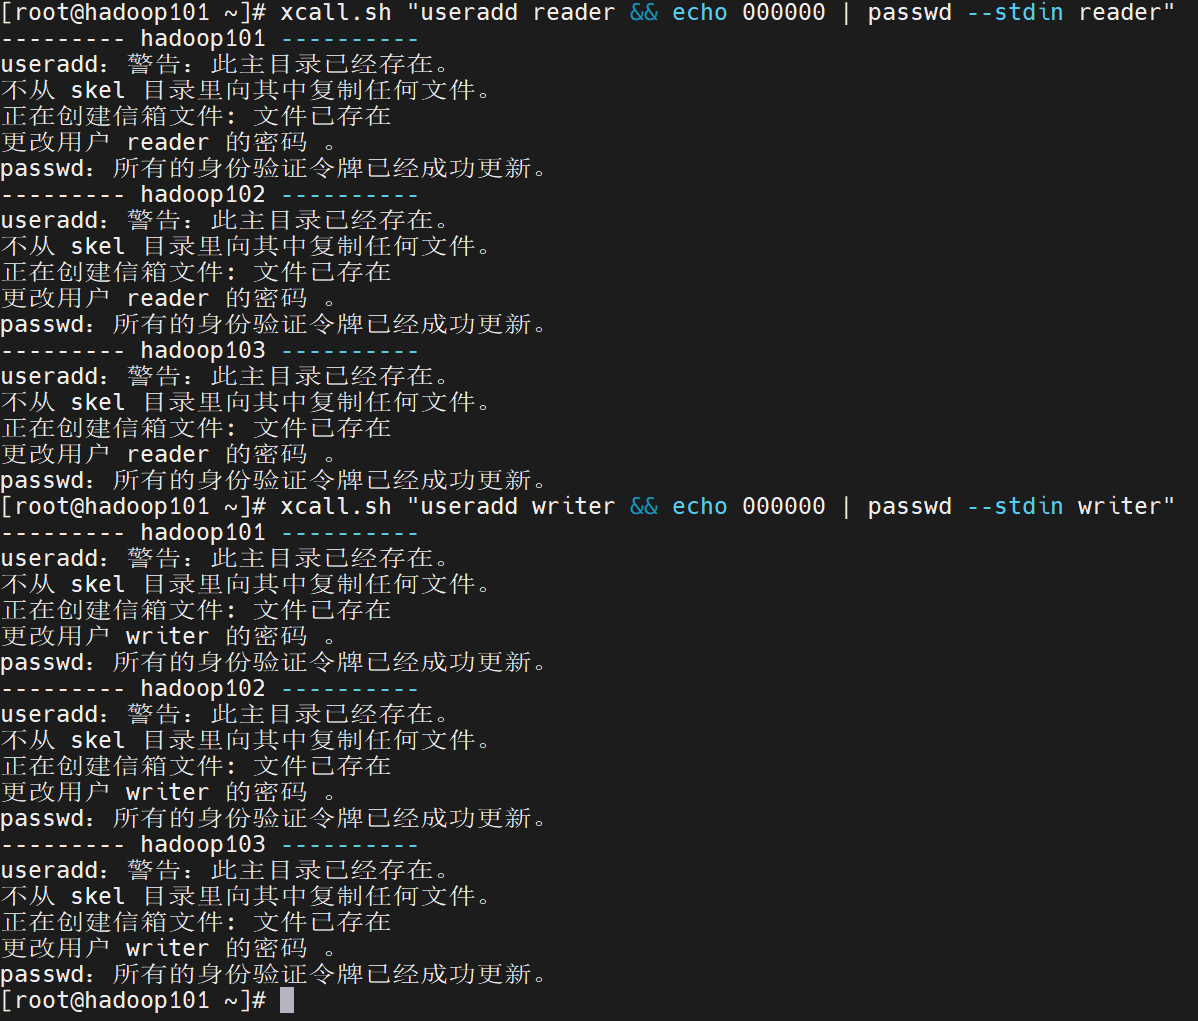 [root@hadoop101 ~]# xcall.sh "useradd reader && echo 000000 | passwd --stdin reader"
--------- hadoop101 ----------
useradd：警告：此主目录已经存在。
不从 skel 目录里向其中复制任何文件。
正在创建信箱文件: 文件已存在
更改用户 reader 的密码 。
passwd：所有的身份验证令牌已经成功更新。
--------- hadoop102 ----------
useradd：警告：此主目录已经存在。
不从 skel 目录里向其中复制任何文件。
正在创建信箱文件: 文件已存在
更改用户 reader 的密码 。
passwd：所有的身份验证令牌已经成功更新。
--------- hadoop103 ----------
useradd：警告：此主目录已经存在。
不从 skel 目录里向其中复制任何文件。
正在创建信箱文件: 文件已存在
更改用户 reader 的密码 。
passwd：所有的身份验证令牌已经成功更新。
[root@hadoop101 ~]# xcall.sh "useradd writer && echo 000000 | passwd --stdin writer"
--------- hadoop101 ----------
useradd：警告：此主目录已经存在。
不从 skel 目录里向其中复制任何文件。
正在创建信箱文件: 文件已存在
更改用户 writer 的密码 。
passwd：所有的身份验证令牌已经成功更新。
--------- hadoop102 ----------
useradd：警告：此主目录已经存在。
不从 skel 目录里向其中复制任何文件。
正在创建信箱文件: 文件已存在
更改用户 writer 的密码 。
passwd：所有的身份验证令牌已经成功更新。
--------- hadoop103 ----------
useradd：警告：此主目录已经存在。
不从 skel 目录里向其中复制任何文件。
正在创建信箱文件: 文件已存在
更改用户 writer 的密码 。
passwd：所有的身份验证令牌已经成功更新。
[root@hadoop101 ~]#